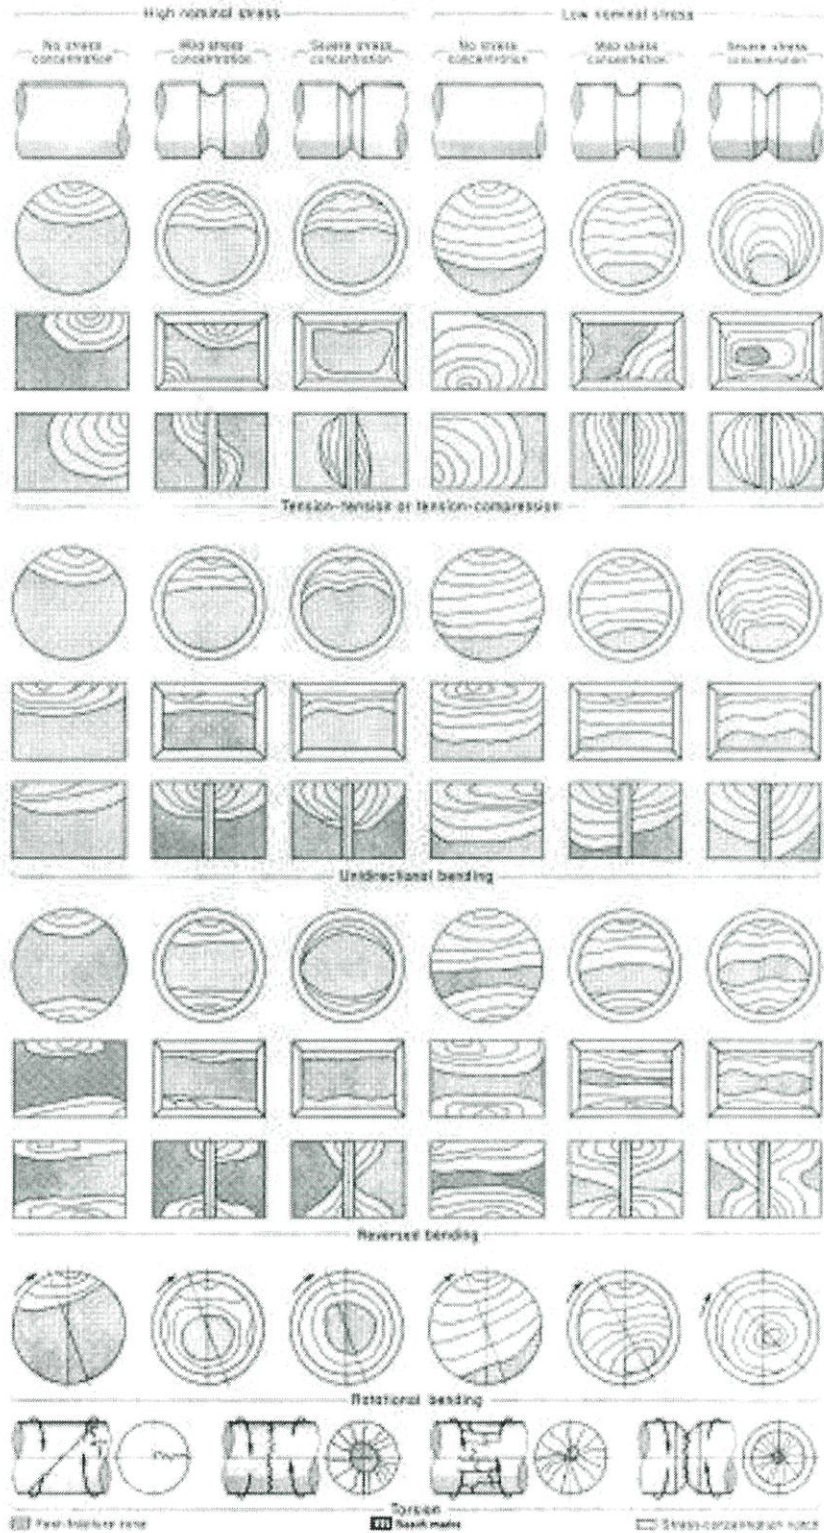 High nominal stress Low nominal stress
No stress concentration Mild stress concentration Severe stress concentration No stress concentration Mild stress concentration Severe stress concentration
Tension-tension or tension-compression
Unidirectional bending
Reversed bending
Rotational bending
Torsion
Fast-fracture zone Beach marks Stress-concentration notch